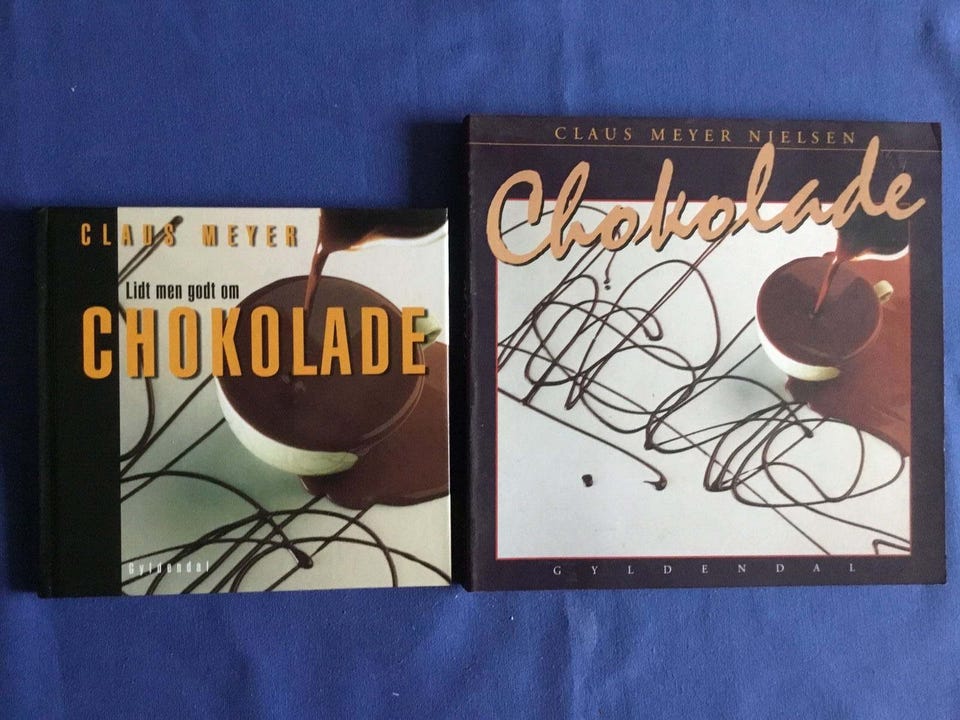 CLAUS MEYER
Lidt men godt om
CHOKOLADE
Gyldendal
CLAUS MEYER NIELSEN
Chokolade
GYLDENDAL